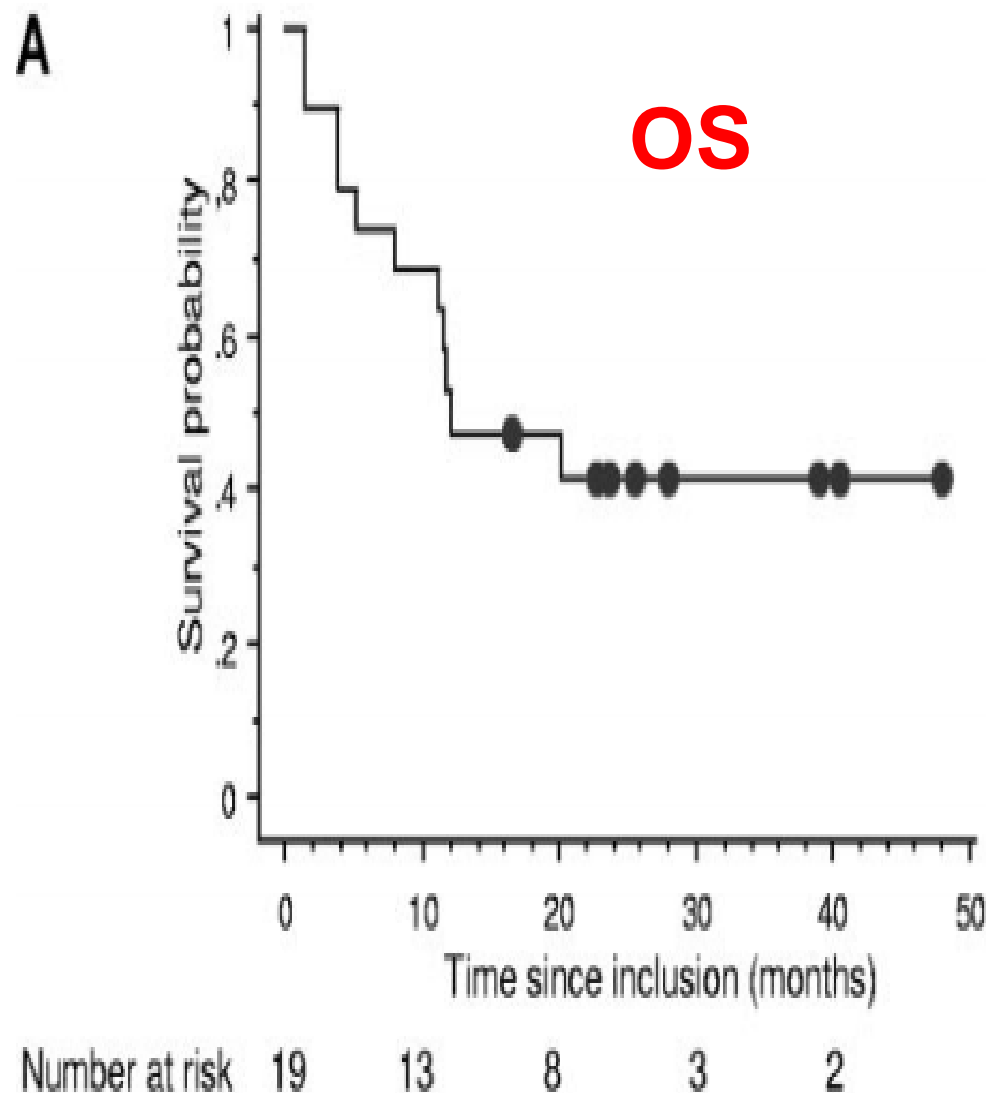 A
OS
Survival probability
1
.8
.6
.4
.2
0
0 10 20 30 40 50
Time since inclusion (months)
Number at risk 19 13 8 3 2